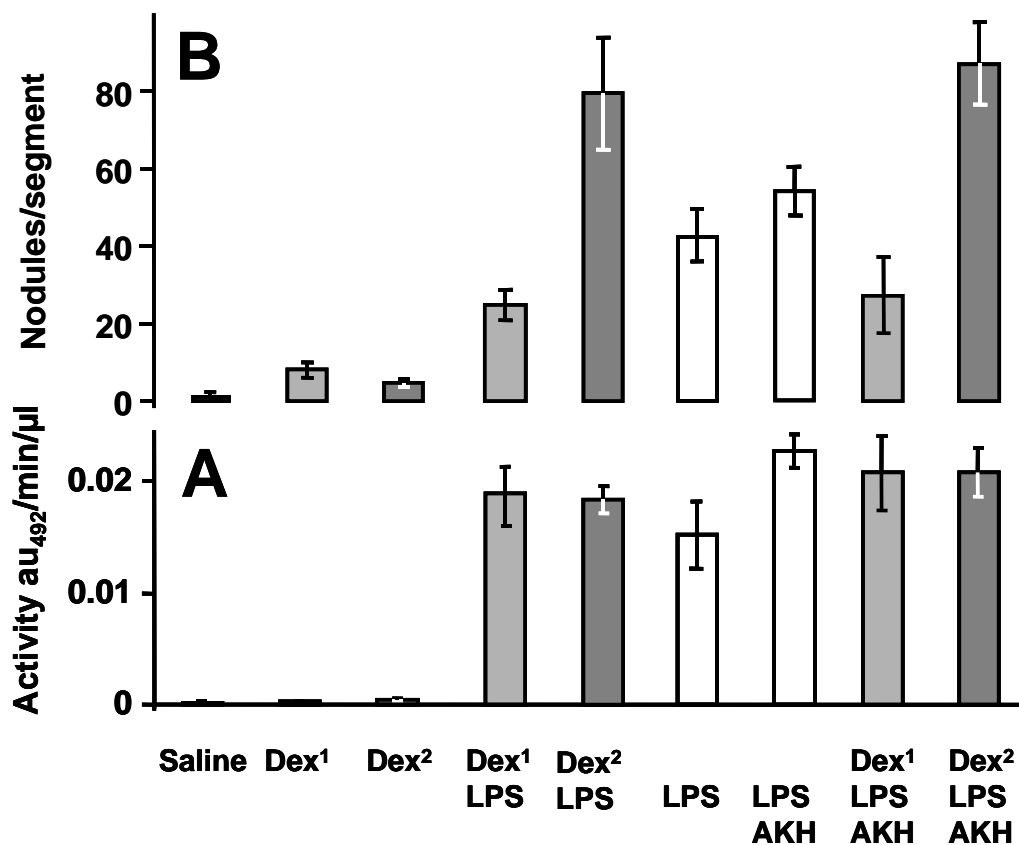 B
Nodules/segment
80
60
40
20
0
A
Activity au₄₉₂/min/µl
0.02
0.01
0
Saline
Dex¹
Dex²
Dex¹
LPS
Dex²
LPS
LPS
LPS
AKH
Dex¹
LPS
AKH
Dex²
LPS
AKH